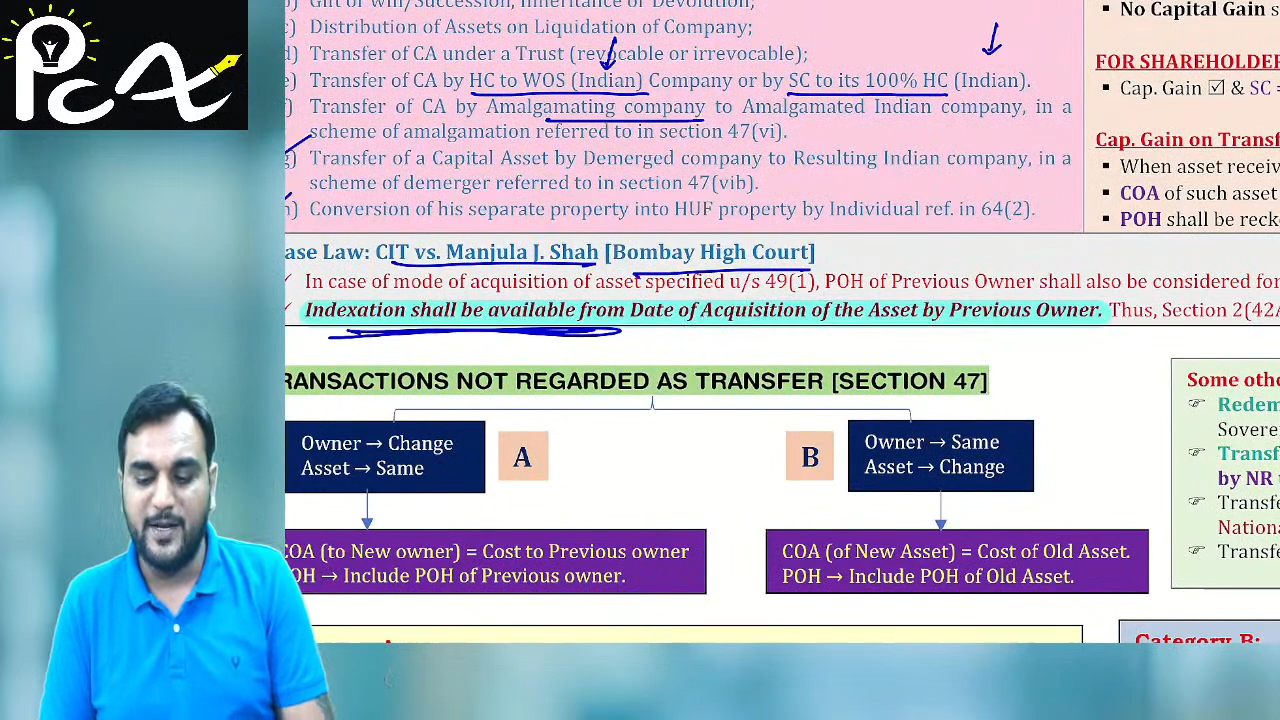 PCA
b) Gift or will/Succession, Inheritance or Devolution;
c) Distribution of Assets on Liquidation of Company;
d) Transfer of CA under a Trust (revocable or irrevocable);
e) Transfer of CA by HC to WOS (Indian) Company or by SC to its 100% HC (Indian).
f) Transfer of CA by Amalgamating company to Amalgamated Indian company, in a
scheme of amalgamation referred to in section 47(vi).
g) Transfer of a Capital Asset by Demerged company to Resulting Indian company, in a
scheme of demerger referred to in section 47(vib).
h) Conversion of his separate property into HUF property by Individual ref. in 64(2).
ase Law: CIT vs. Manjula J. Shah [Bombay High Court]
✓ In case of mode of acquisition of asset specified u/s 49(1), POH of Previous Owner shall also be considered for
✓ Indexation shall be available from Date of Acquisition of the Asset by Previous Owner. Thus, Section 2(42A
RANSACTIONS NOT REGARDED AS TRANSFER [SECTION 47]
Owner → Change
Asset → Same
A
B
Owner → Same
Asset → Change
COA (to New owner) = Cost to Previous owner
POH → Include POH of Previous owner.
COA (of New Asset) = Cost of Old Asset.
POH → Include POH of Old Asset.
▪ No Capital Gain s
FOR SHAREHOLDER
▪ Cap. Gain ☑ & SC =
Cap. Gain on Transf
▪ When asset receiv
▪ COA of such asset
▪ POH shall be recko
Some othe
☞ Redem
Sovere
☞ Transf
by NR
☞ Transfe
Nationa
☞ Transfe
Category B: